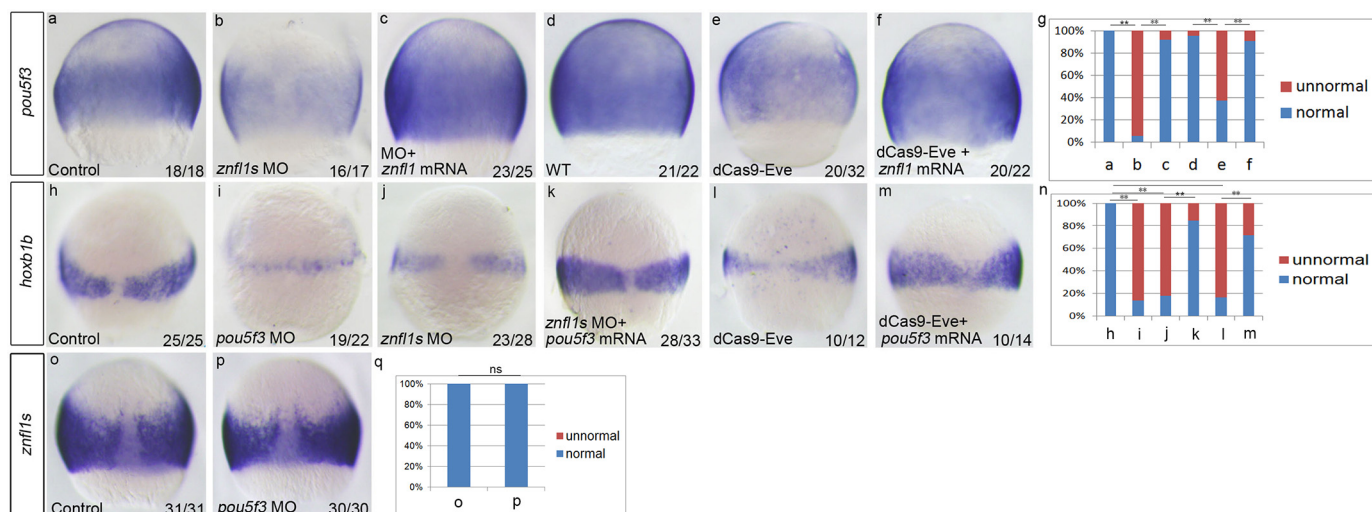 pou5f3
a
Control
18/18
b
znfl1s MO
16/17
c
MO+
znfl1 mRNA
23/25
d
WT
21/22
e
dCas9-Eve
20/32
f
dCas9-Eve +
znfl1 mRNA
20/22
g
** ** ** **
100%
80%
60%
40%
20%
0%
a b c d e f
unnormal
normal
hoxb1b
h
Control
25/25
i
pou5f3 MO
19/22
j
znfl1s MO
23/28
k
znfl1s MO+
pou5f3 mRNA
28/33
l
dCas9-Eve
10/12
m
dCas9-Eve+
pou5f3 mRNA
10/14
n
**
**
** ** **
100%
80%
60%
40%
20%
0%
h i j k l m
unnormal
normal
znfl1s
o
Control
31/31
p
pou5f3 MO
30/30
q
ns
100%
80%
60%
40%
20%
0%
o p
unnormal
normal